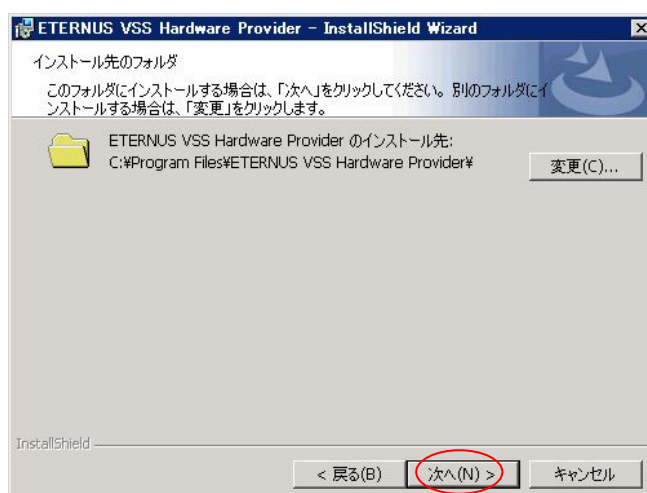 ETERNUS VSS Hardware Provider - InstallShield Wizard
インストール先のフォルダ
このフォルダにインストールする場合は、「次へ」をクリックしてください。別のフォルダにイ
ンストールする場合は、「変更」をクリックします。
ETERNUS VSS Hardware Provider のインストール先:
C:¥Program Files¥ETERNUS VSS Hardware Provider¥
変更(C)...
InstallShield
< 戻る(B)
次へ(N) >
キャンセル